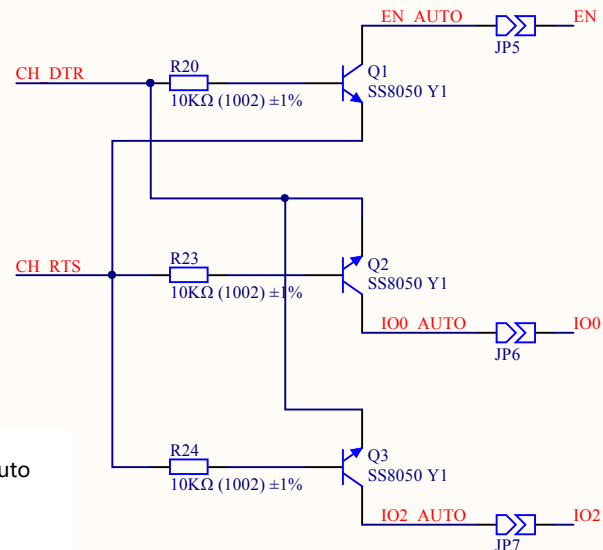 EN_AUTO
EN
JP5
R20
CH_DTR
10KΩ (1002) ±1%
Q1
SS8050 Y1
R23
CH_RTS
10KΩ (1002) ±1%
Q2
SS8050 Y1
IO0_AUTO
IO0
JP6
uto
R24
10KΩ (1002) ±1%
Q3
SS8050 Y1
IO2_AUTO
IO2
JP7